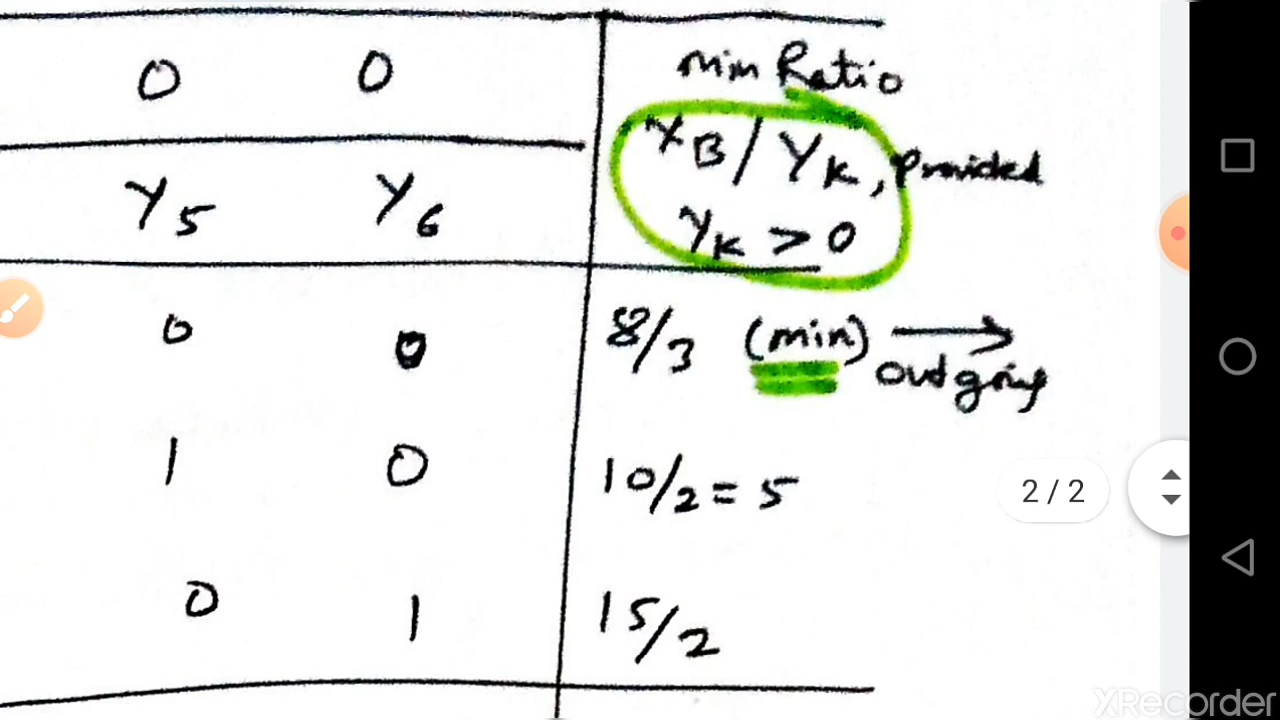 0 0 min Ratio
XB / YK, Provided
Y5 Y6 YK > 0
0 0 8/3 (min) →
outgoing
1 0 10/2 = 5
2 / 2
0 1 15/2
XRecorder